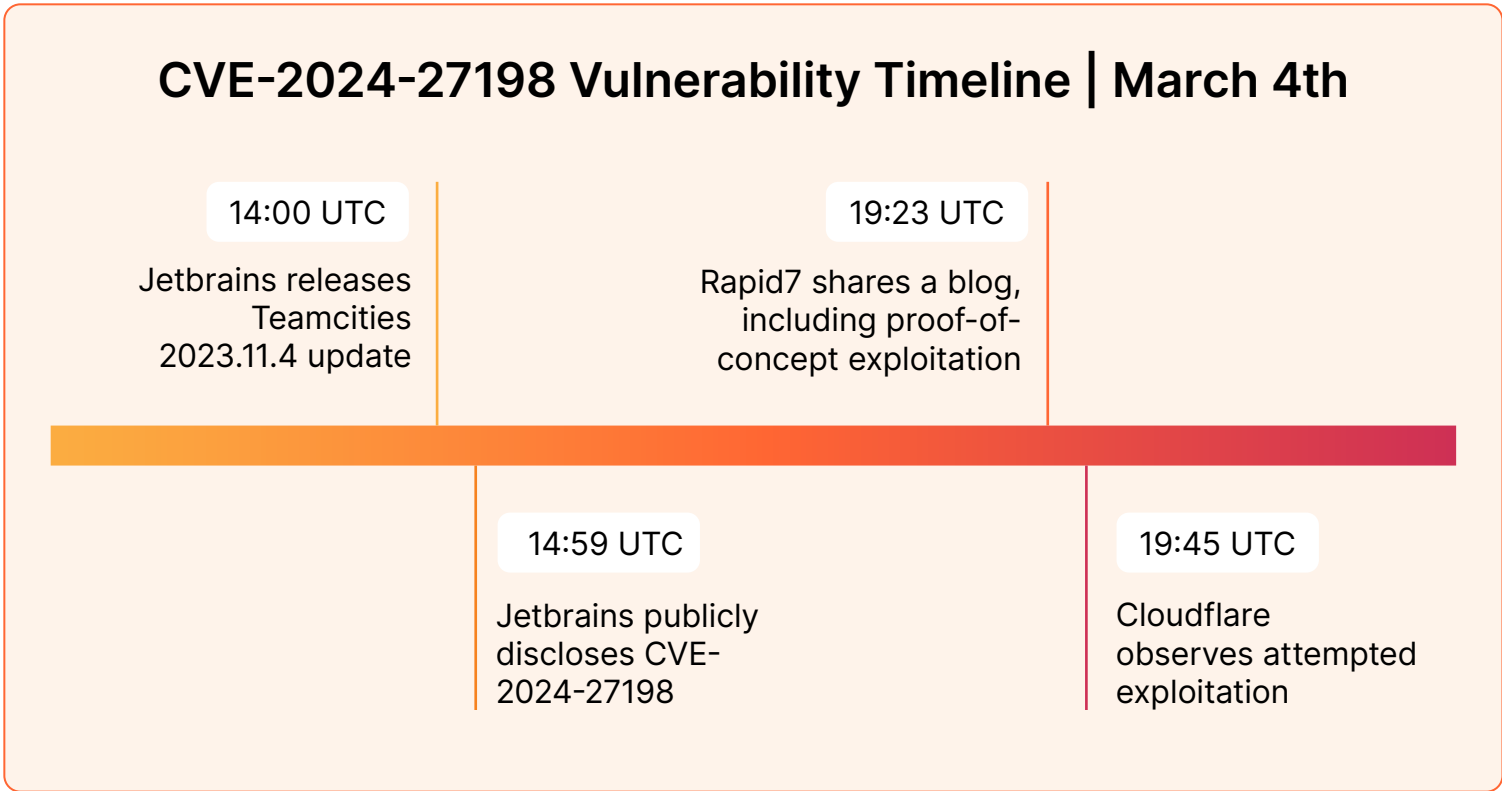 CVE-2024-27198 Vulnerability Timeline | March 4th
14:00 UTC
Jetbrains releases
Teamcities
2023.11.4 update
14:59 UTC
Jetbrains publicly
discloses CVE-
2024-27198
19:23 UTC
Rapid7 shares a blog,
including proof-of-
concept exploitation
19:45 UTC
Cloudflare
observes attempted
exploitation